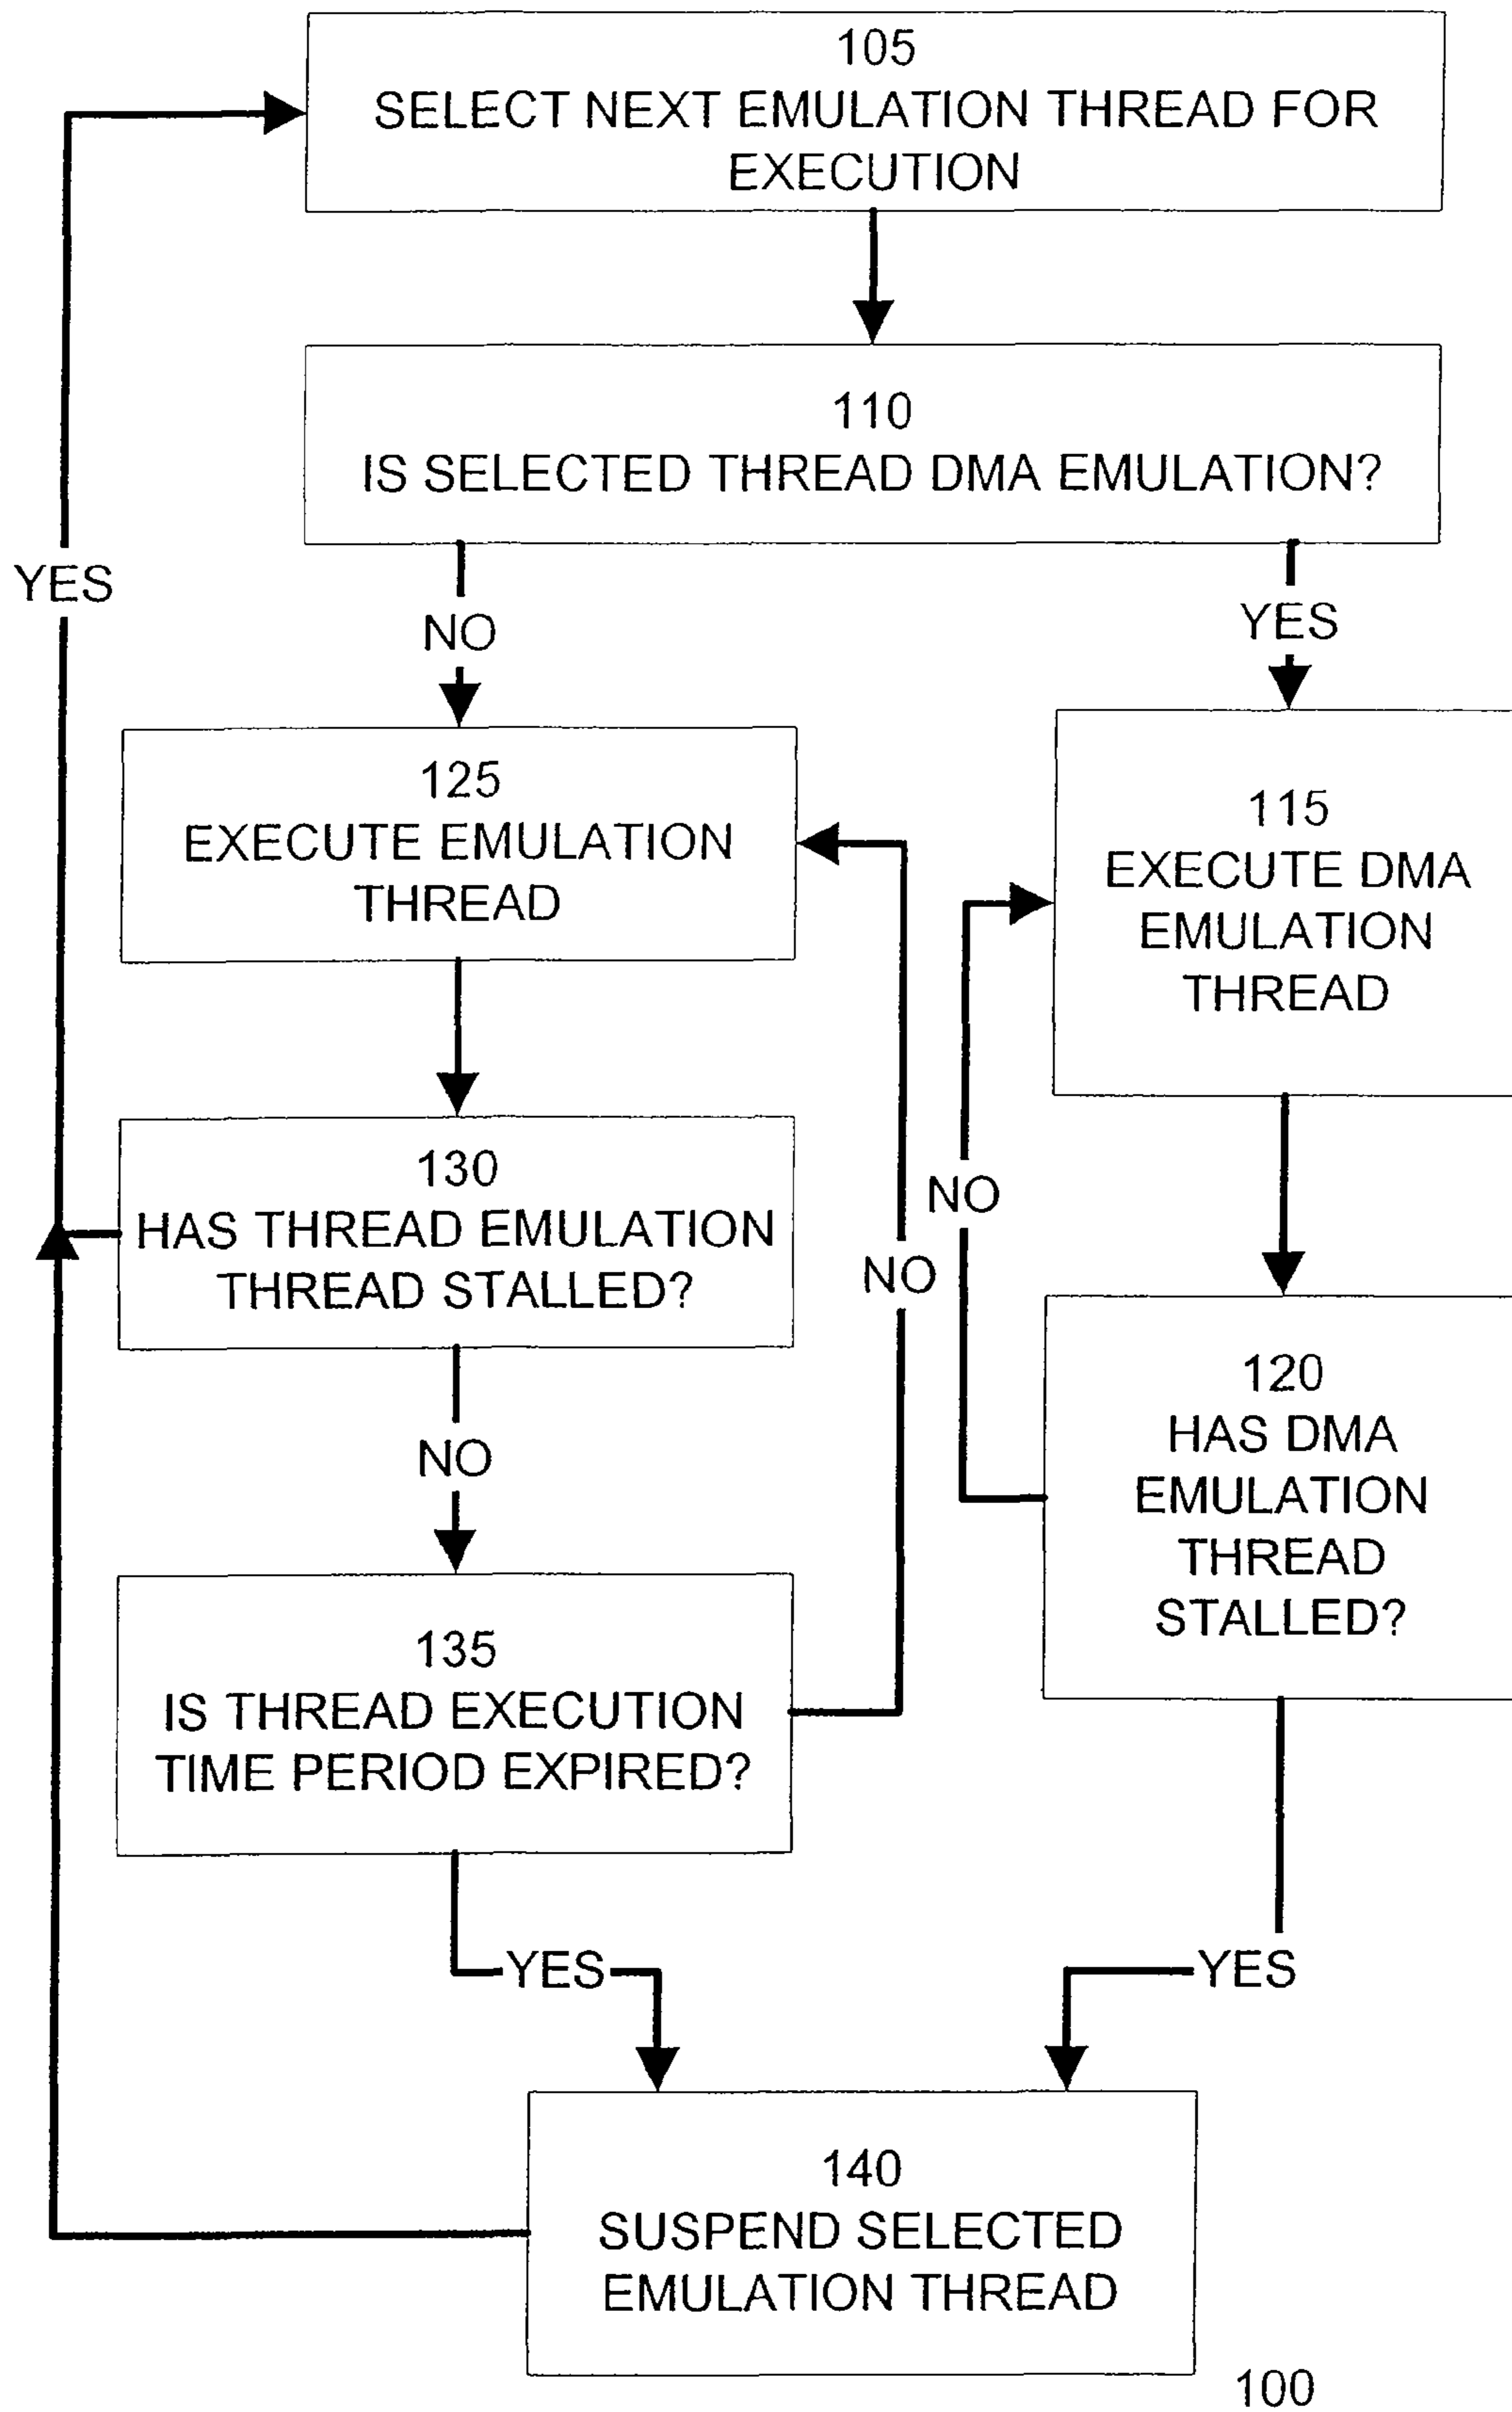 105
SELECT NEXT EMULATION THREAD FOR
EXECUTION
110
IS SELECTED THREAD DMA EMULATION?
YES
NO
YES
125
EXECUTE EMULATION
THREAD
115
EXECUTE DMA
EMULATION
THREAD
130
HAS THREAD EMULATION
THREAD STALLED?
NO
NO
120
HAS DMA
EMULATION
THREAD
STALLED?
NO
135
IS THREAD EXECUTION
TIME PERIOD EXPIRED?
YES
YES
140
SUSPEND SELECTED
EMULATION THREAD
100